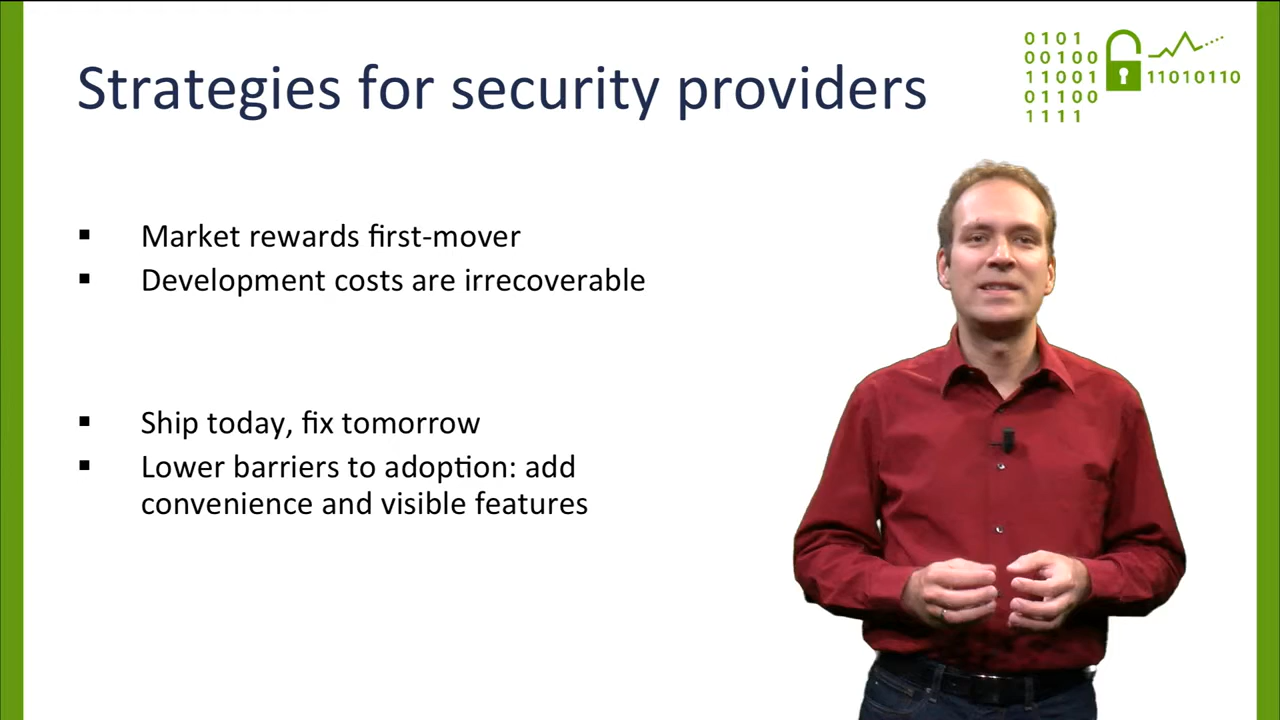 Strategies for security providers
0101
00100
11001
01100
1111
11010110
▪ Market rewards first-mover
▪ Development costs are irrecoverable
▪ Ship today, fix tomorrow
▪ Lower barriers to adoption: add
convenience and visible features